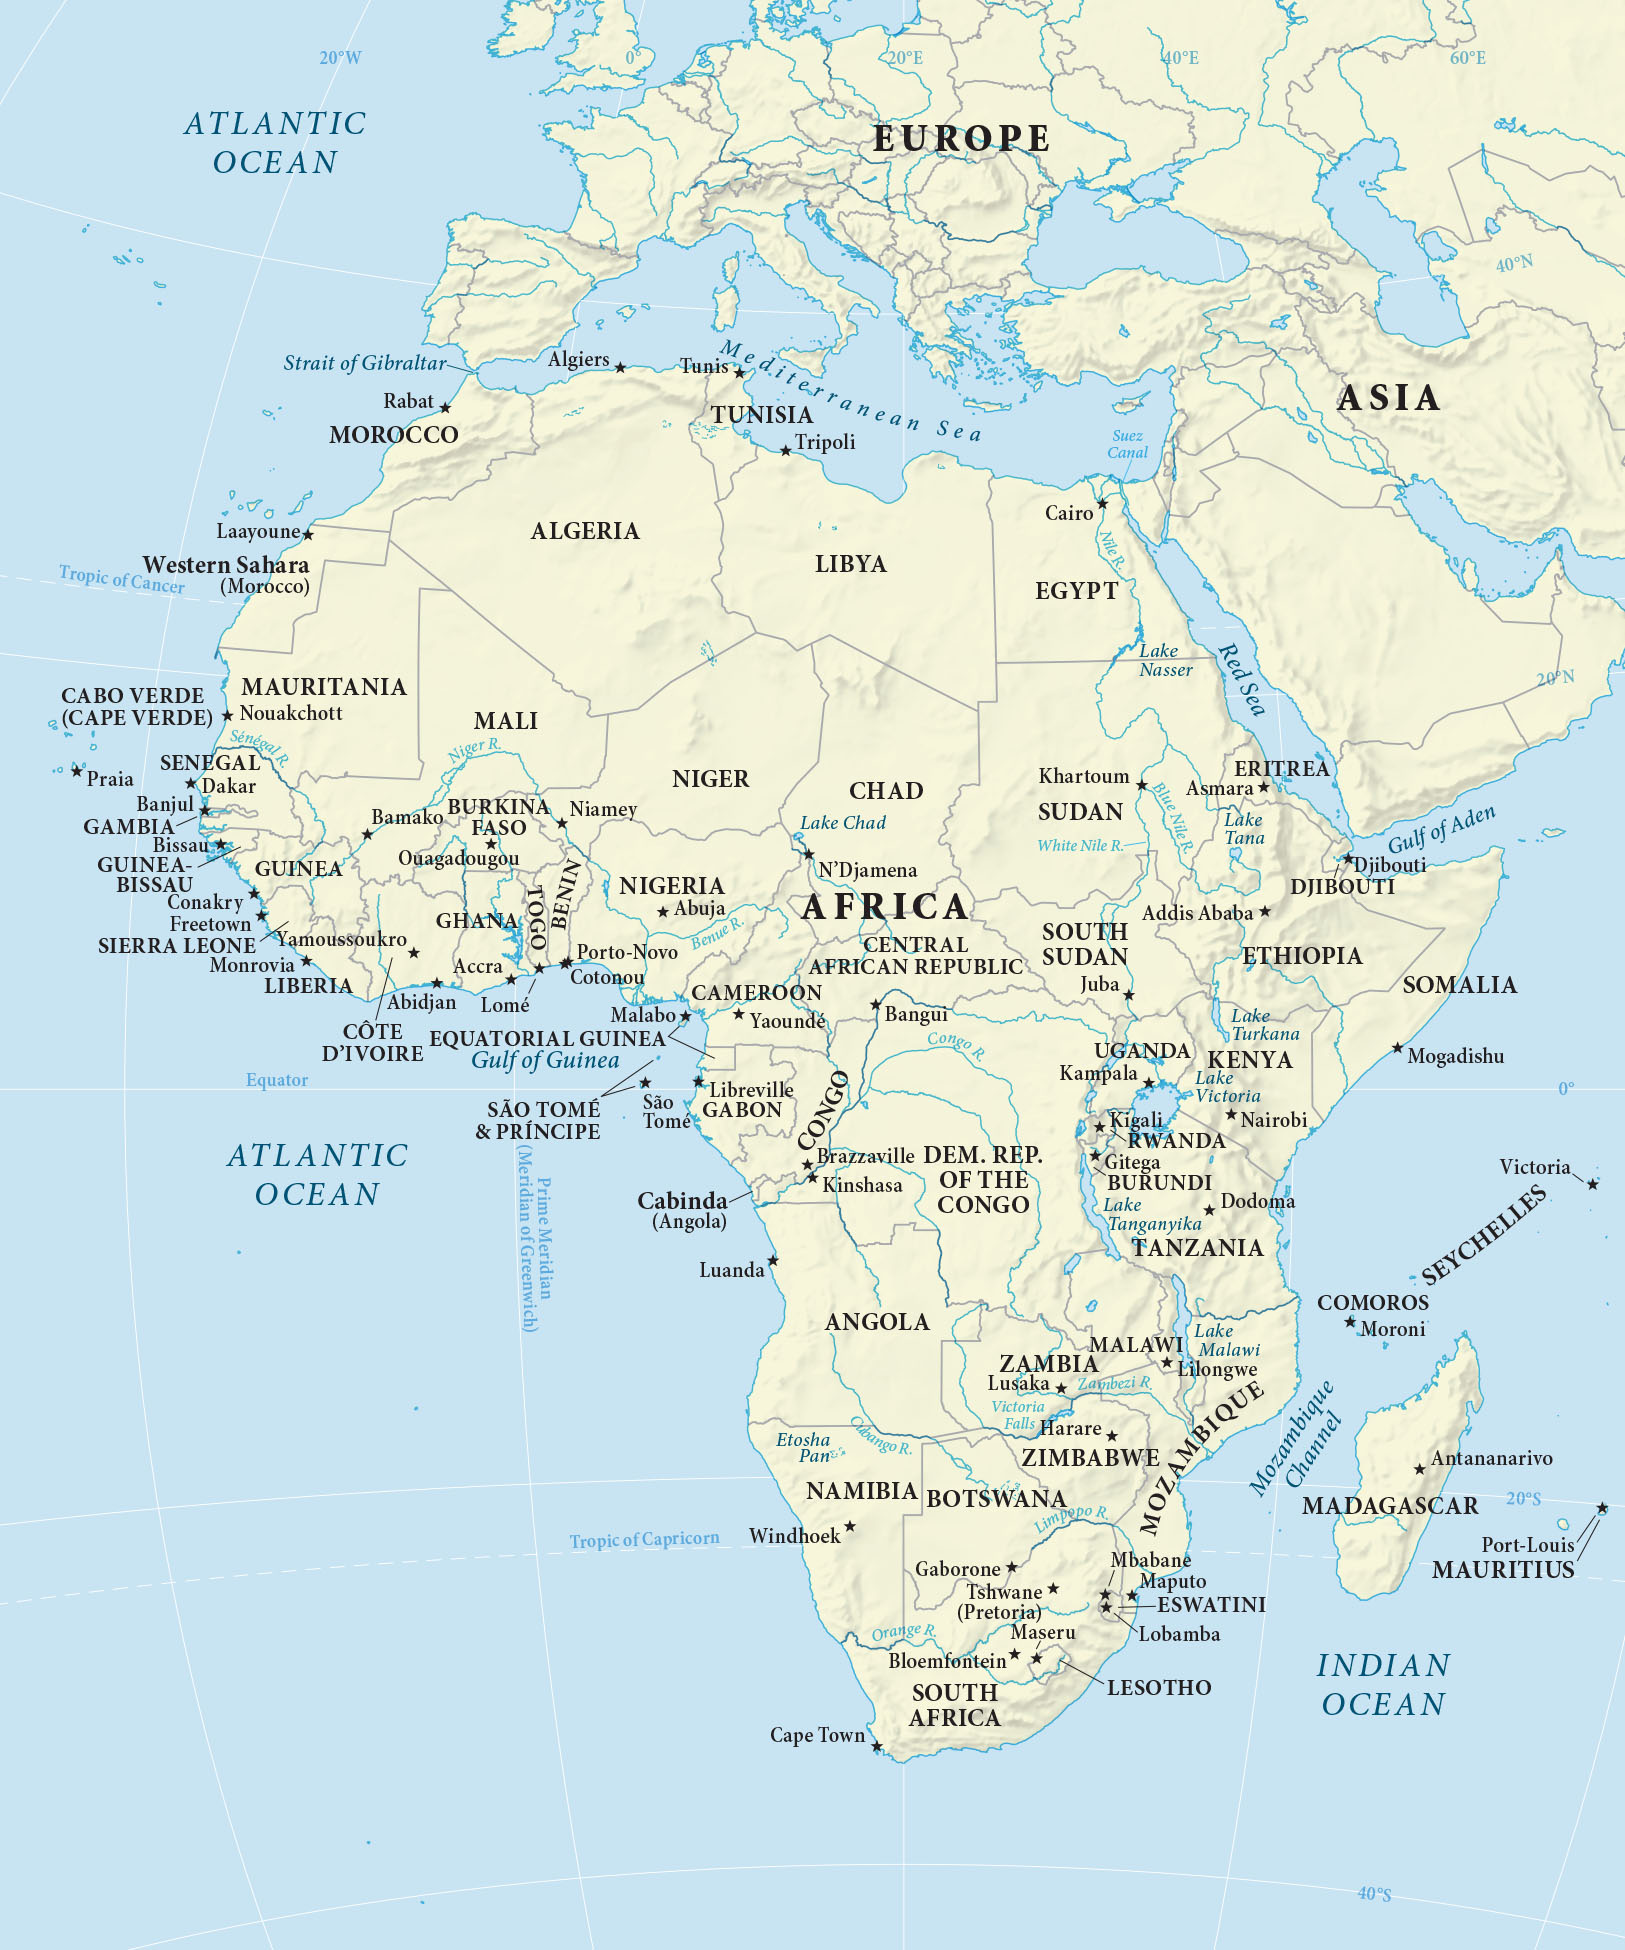 20°W
0°
20°E
40°E
60°E
ATLANTIC
OCEAN
EUROPE
40°N
ASIA
Strait of Gibraltar
Algiers
Tunis
Mediterranean Sea
Rabat
MOROCCO
TUNISIA
Tripoli
Suez
Canal
Cairo
Laayoune
Western Sahara
(Morocco)
Tropic of Cancer
ALGERIA
LIBYA
EGYPT
Nile R.
Lake
Nasser
Red Sea
20°N
CABO VERDE
(CAPE VERDE)
MAURITANIA
Nouakchott
MALI
Sénégal R.
Niger R.
SENEGAL
Praia
Dakar
Banjul
GAMBIA
Bissau
GUINEA-
BISSAU
Bamako
BURKINA
FASO
Niamey
Ouagadougou
NIGER
CHAD
Lake Chad
N'Djamena
Khartoum
SUDAN
ERITREA
Asmara
Blue Nile R.
White Nile R.
Lake
Tana
Gulf of Aden
Djibouti
DJIBOUTI
GUINEA
Conakry
Freetown
SIERRA LEONE
Yamoussoukro
Monrovia
LIBERIA
GHANA
TOGO
BENIN
NIGERIA
Abuja
Benue R.
AFRICA
CENTRAL
AFRICAN REPUBLIC
SOUTH
SUDAN
Juba
Addis Ababa
ETHIOPIA
SOMALIA
Accra
Abidjan
Lomé
Porto-Novo
Cotonou
CÔTE
D'IVOIRE
CAMEROON
Malabo
Yaoundé
EQUATORIAL GUINEA
Gulf of Guinea
Bangui
Congo R.
UGANDA
Kampala
Lake
Turkana
KENYA
Mogadishu
Equator
Libreville
GABON
São
Tomé
SÃO TOMÉ
& PRÍNCIPE
CONGO
Lake
Victoria
Nairobi
0°
Kigali
RWANDA
Gitega
BURUNDI
ATLANTIC
OCEAN
Prime Meridian
(Meridian of Greenwich)
Brazzaville
Kinshasa
DEM. REP.
OF THE
CONGO
Cabinda
(Angola)
Lake
Tanganyika
Dodoma
TANZANIA
Victoria
SEYCHELLES
Luanda
ANGOLA
COMOROS
Moroni
MALAWI
Lake
Malawi
Lilongwe
ZAMBIA
Lusaka
Zambezi R.
Victoria
Falls
Harare
ZIMBABWE
MOZAMBIQUE
Mozambique
Channel
Cubango R.
Etosha
Pan
NAMIBIA
BOTSWANA
Limpopo R.
Windhoek
Antananarivo
MADAGASCAR
20°S
Port-Louis
MAURITIUS
Tropic of Capricorn
Gaborone
Tshwane
(Pretoria)
Mbabane
Maputo
ESWATINI
Lobamba
Orange R.
Maseru
Bloemfontein
LESOTHO
SOUTH
AFRICA
Cape Town
INDIAN
OCEAN
40°S